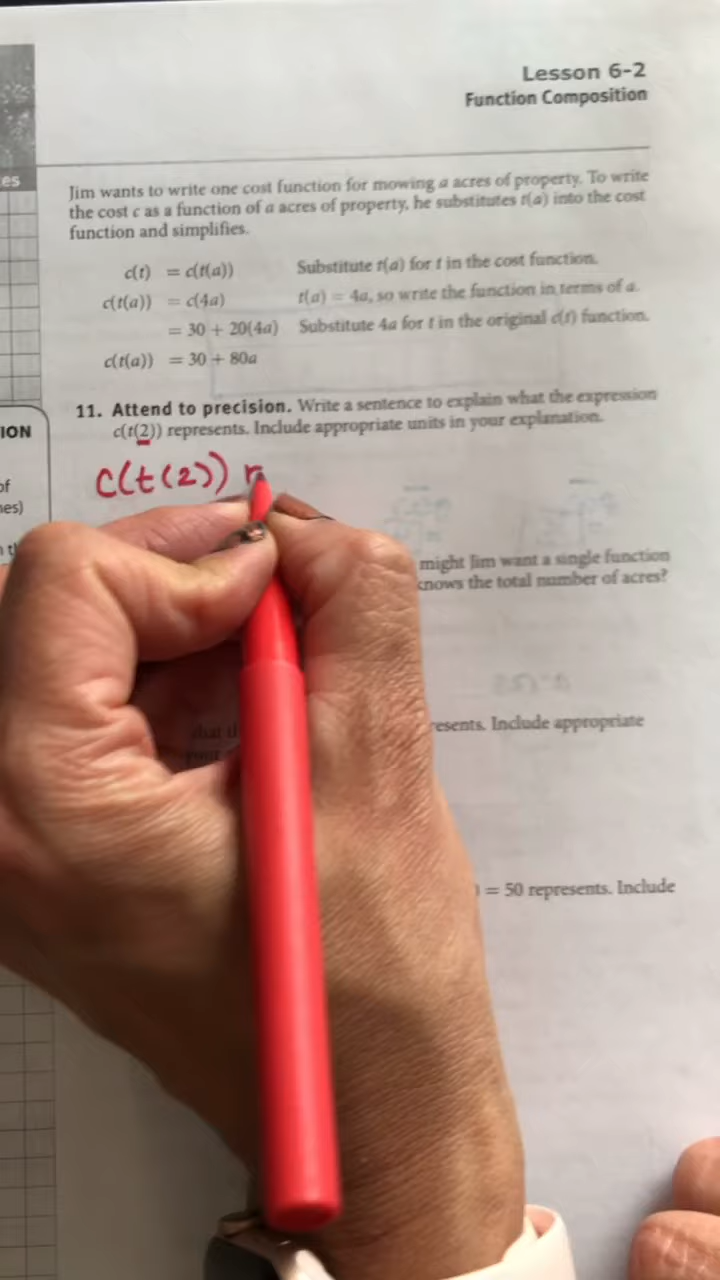 Lesson 6-2
Function Composition
es
Jim wants to write one cost function for mowing a acres of property. To write
the cost c as a function of a acres of property, he substitutes t(a) into the cost
function and simplifies.
c(t) = c(t(a)) Substitute t(a) for t in the cost function.
c(t(a)) = c(4a) t(a) = 4a, so write the function in terms of a.
= 30 + 20(4a) Substitute 4a for t in the original c(t) function.
c(t(a)) = 30 + 80a
11. Attend to precision. Write a sentence to explain what the expression
ION
c(t(2)) represents. Include appropriate units in your explanation.
C(t(2)) r
of
nes)
might Jim want a single function
knows the total number of acres?
resents. Include appropriate
) = 50 represents. Include